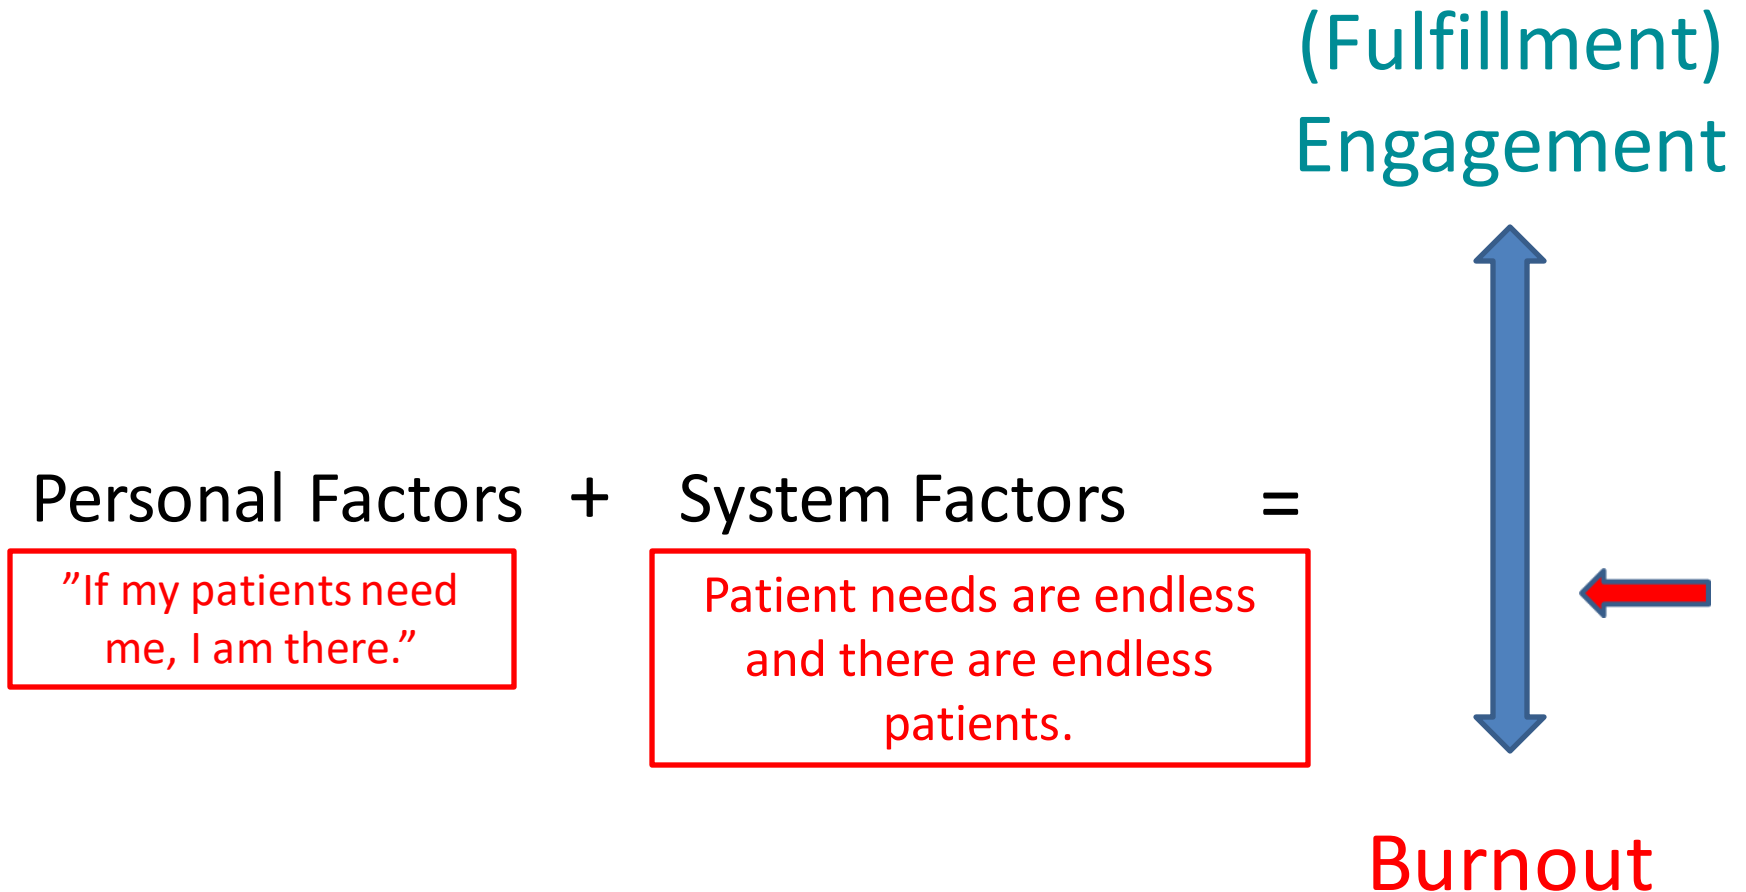 (Fulfillment)
Engagement
Personal Factors + System Factors =
”If my patients need
me, I am there.”
Patient needs are endless
and there are endless
patients.
Burnout